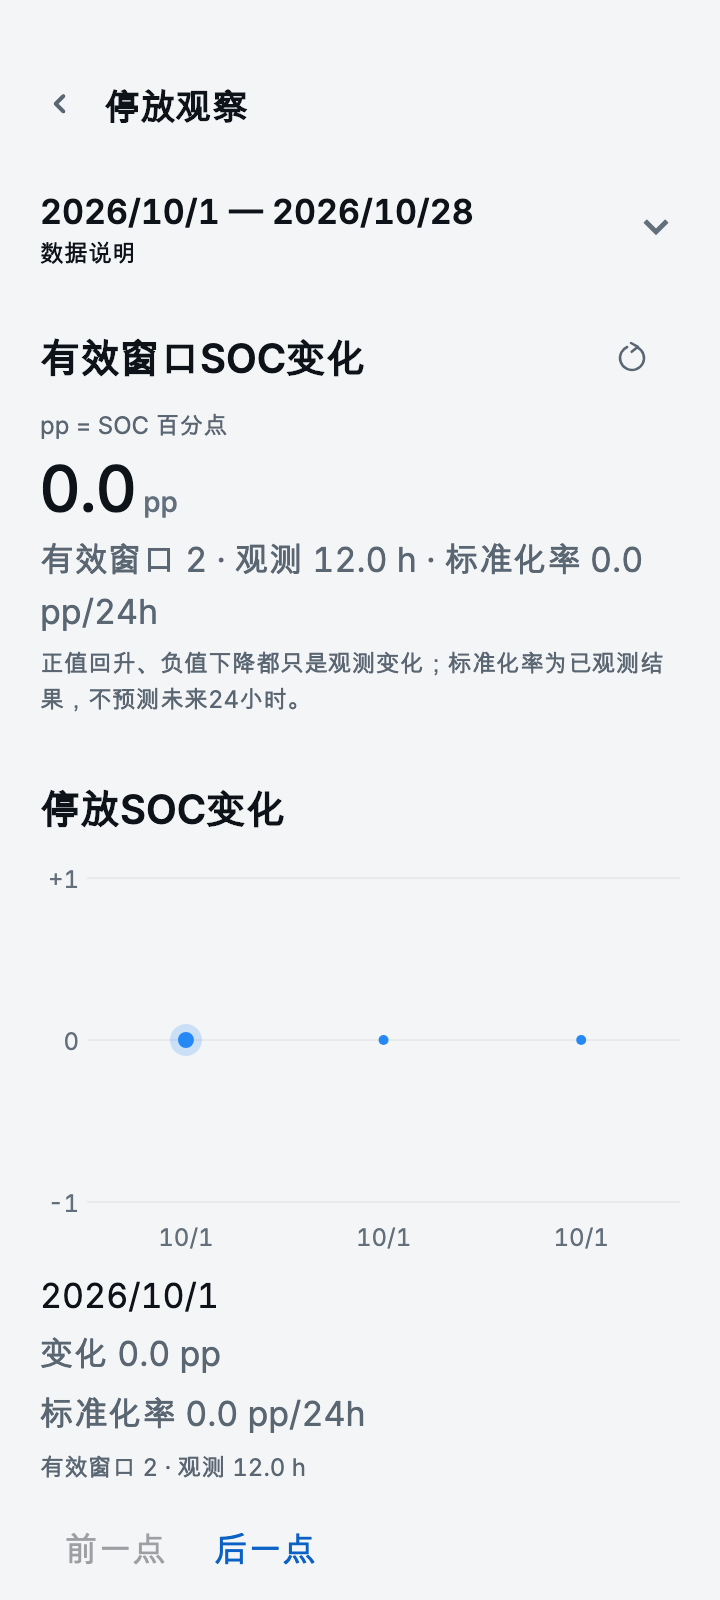 停放观察
2026/10/1 — 2026/10/28
数据说明
有效窗口SOC变化
pp = SOC 百分点
0.0 pp
有效窗口 2 · 观测 12.0 h · 标准化率 0.0
pp/24h
正值回升、负值下降都只是观测变化；标准化率为已观测结
果，不预测未来24小时。
停放SOC变化
+1
0
-1
10/1 10/1 10/1
2026/10/1
变化 0.0 pp
标准化率 0.0 pp/24h
有效窗口 2 · 观测 12.0 h
前一点 后一点